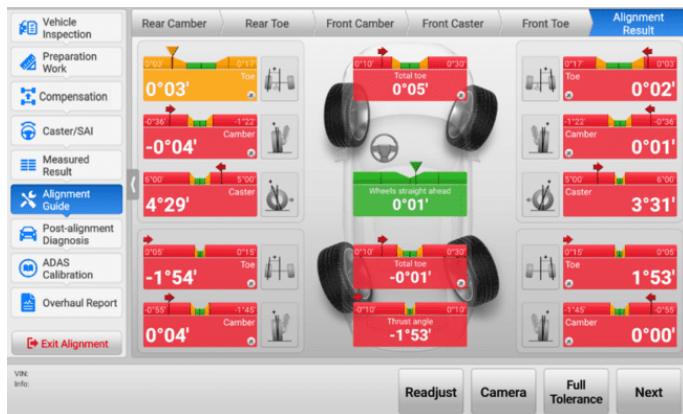 Vehicle
Inspection
Preparation
Work
Compensation
Caster/SAI
Measured
Result
Alignment
Guide
Post-alignment
Diagnosis
ADAS
Calibration
Overhaul Report
Exit Alignment
Rear Camber
Rear Toe
Front Camber
Front Caster
Front Toe
Alignment
Result
0°03' 0°17'
Toe
0°03'
-0°36' -1°22'
Camber
-0°04'
6°00' 5°00'
Caster
4°29'
0°10' 0°30'
Total toe
0°05'
Wheels straight ahead
0°01'
0°17' 0°03'
Toe
0°02'
-1°22' -0°36'
Camber
0°01'
5°00' 6°00'
Caster
3°31'
0°05' 0°15'
Toe
-1°54'
-0°55' -1°45'
Camber
0°04'
0°10' 0°30'
Total toe
-0°01'
-0°10' 0°10'
Thrust angle
-1°53'
0°15' 0°05'
Toe
1°53'
-1°45' -0°55'
Camber
0°00'
VIN:
Info:
Readjust
Camera
Full
Tolerance
Next